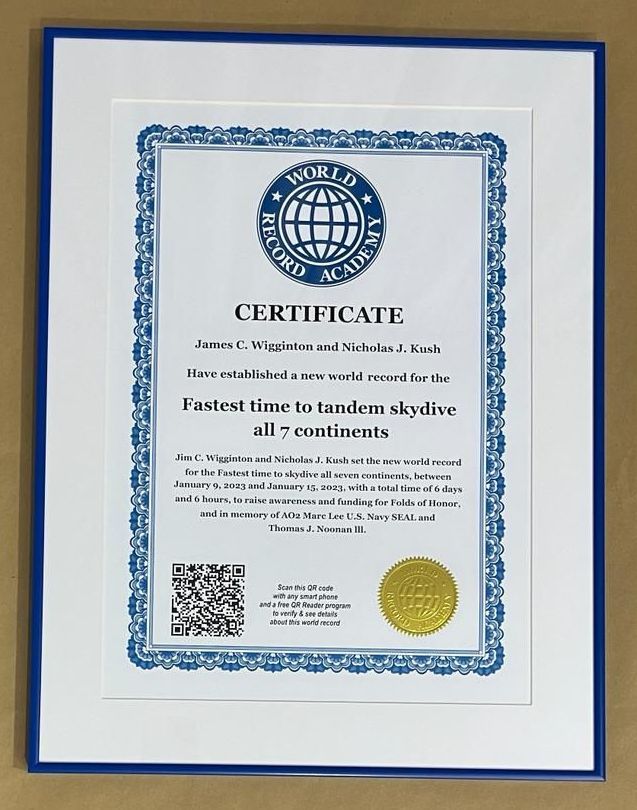 WORLD
RECORD ACADEMY
CERTIFICATE
James C. Wigginton and Nicholas J. Kush
Have established a new world record for the
Fastest time to tandem skydive
all 7 continents
Jim C. Wigginton and Nicholas J. Kush set the new world record
for the Fastest time to skydive all seven continents, between
January 9, 2023 and January 15, 2023, with a total time of 6 days
and 6 hours, to raise awareness and funding for Folds of Honor,
and in memory of AO2 Marc Lee U.S. Navy SEAL and
Thomas J. Noonan lll.
Scan this QR code
with any smart phone
and a free QR Reader program
to verify & see details
about this world record